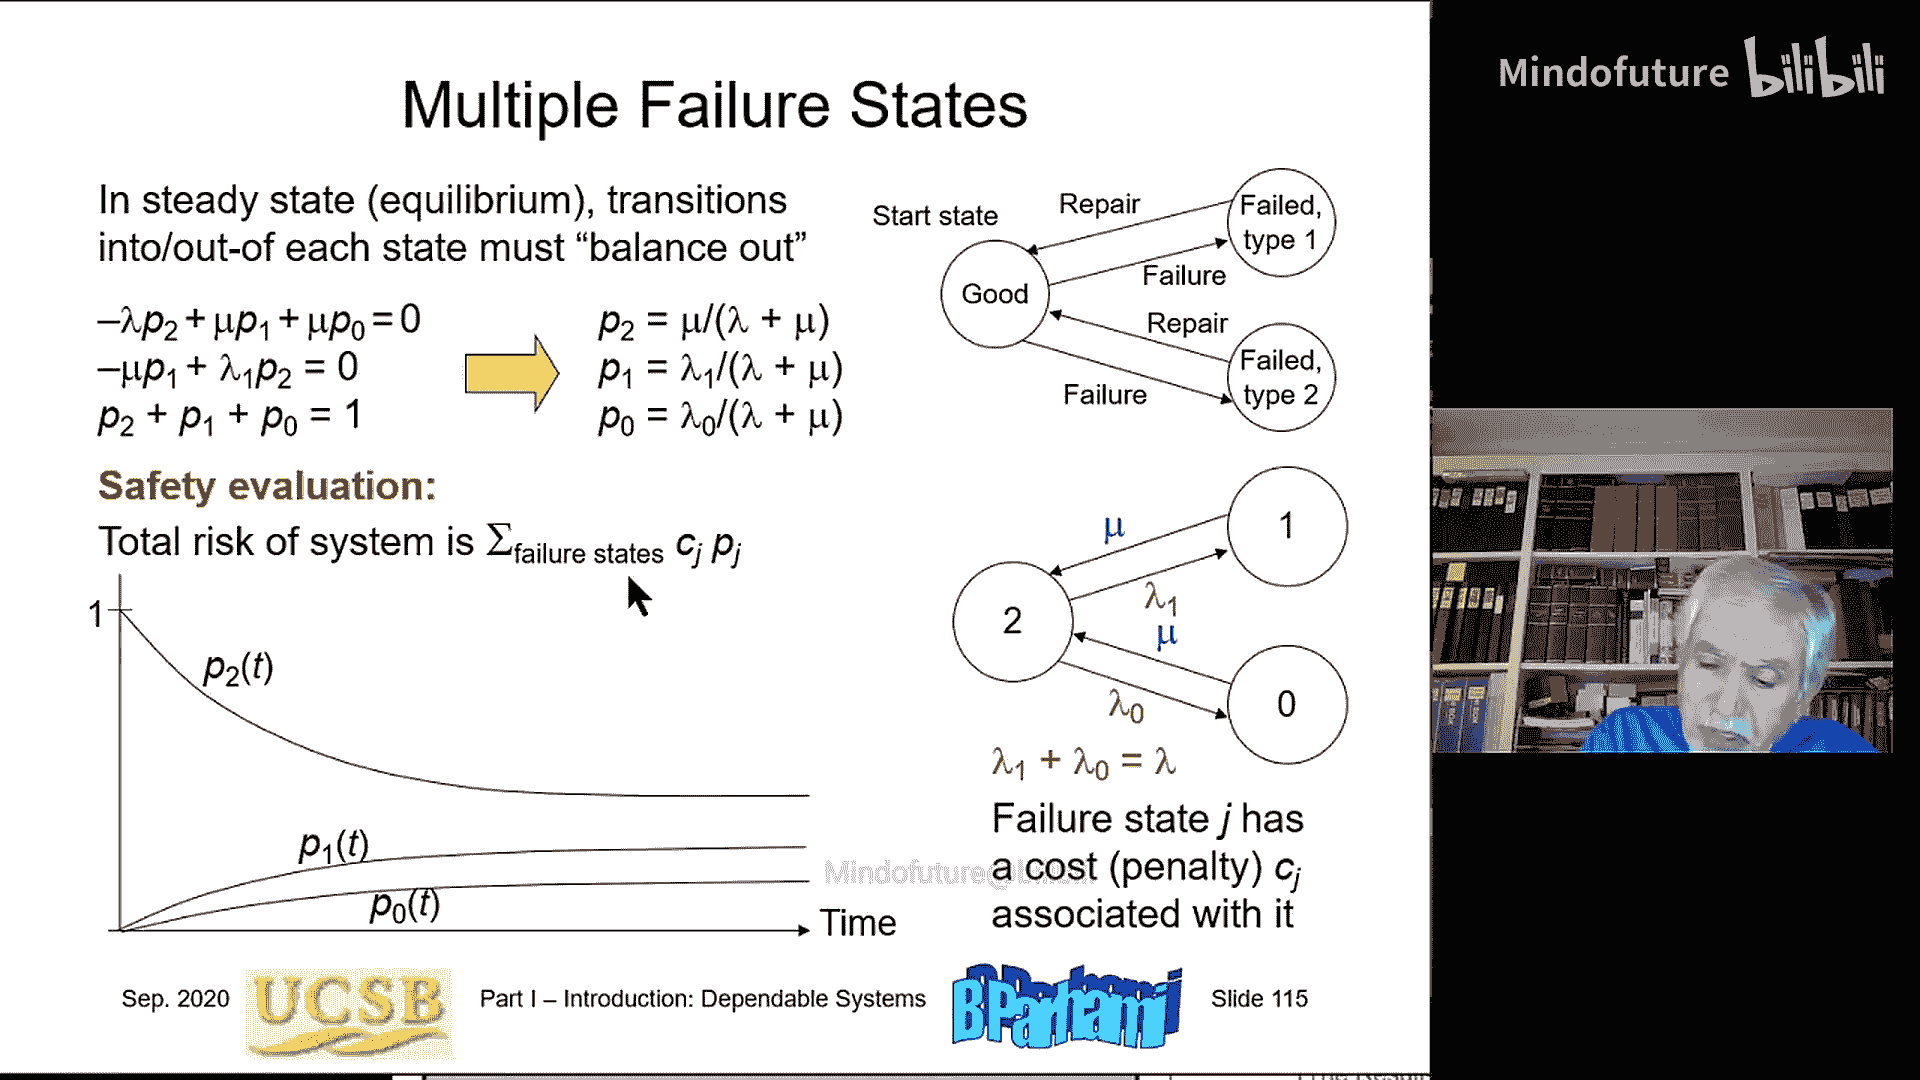 Multiple Failure States
In steady state (equilibrium), transitions
into/out-of each state must “balance out”
–λp₂ + μp₁ + μp₀ = 0
–μp₁ + λ₁p₂ = 0
p₂ + p₁ + p₀ = 1
p₂ = μ/(λ + μ)
p₁ = λ₁/(λ + μ)
p₀ = λ₀/(λ + μ)
Safety evaluation:
Total risk of system is Σfailure states cⱼ pⱼ
1
p₂(t)
p₁(t)
p₀(t)
Time
Start state
Good
Repair
Failure
Failed,
type 1
Repair
Failure
Failed,
type 2
2
1
0
μ
λ₁
μ
λ₀
λ₁ + λ₀ = λ
Failure state j has
a cost (penalty) cⱼ
associated with it
Mindofuture@bilibili
Sep. 2020
UCSB
Part I – Introduction: Dependable Systems
B Parhami
Slide 115
Mindofuture bilibili